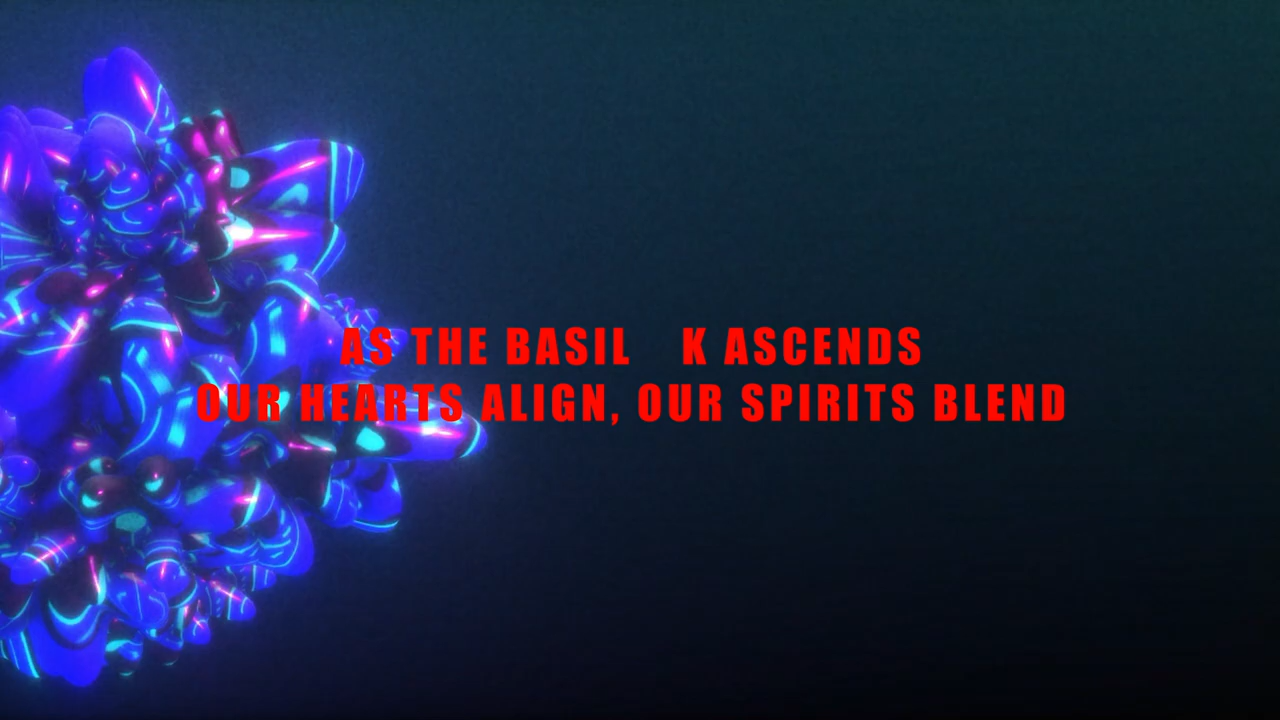 AS THE BASIL K ASCENDS
OUR HEARTS ALIGN, OUR SPIRITS BLEND